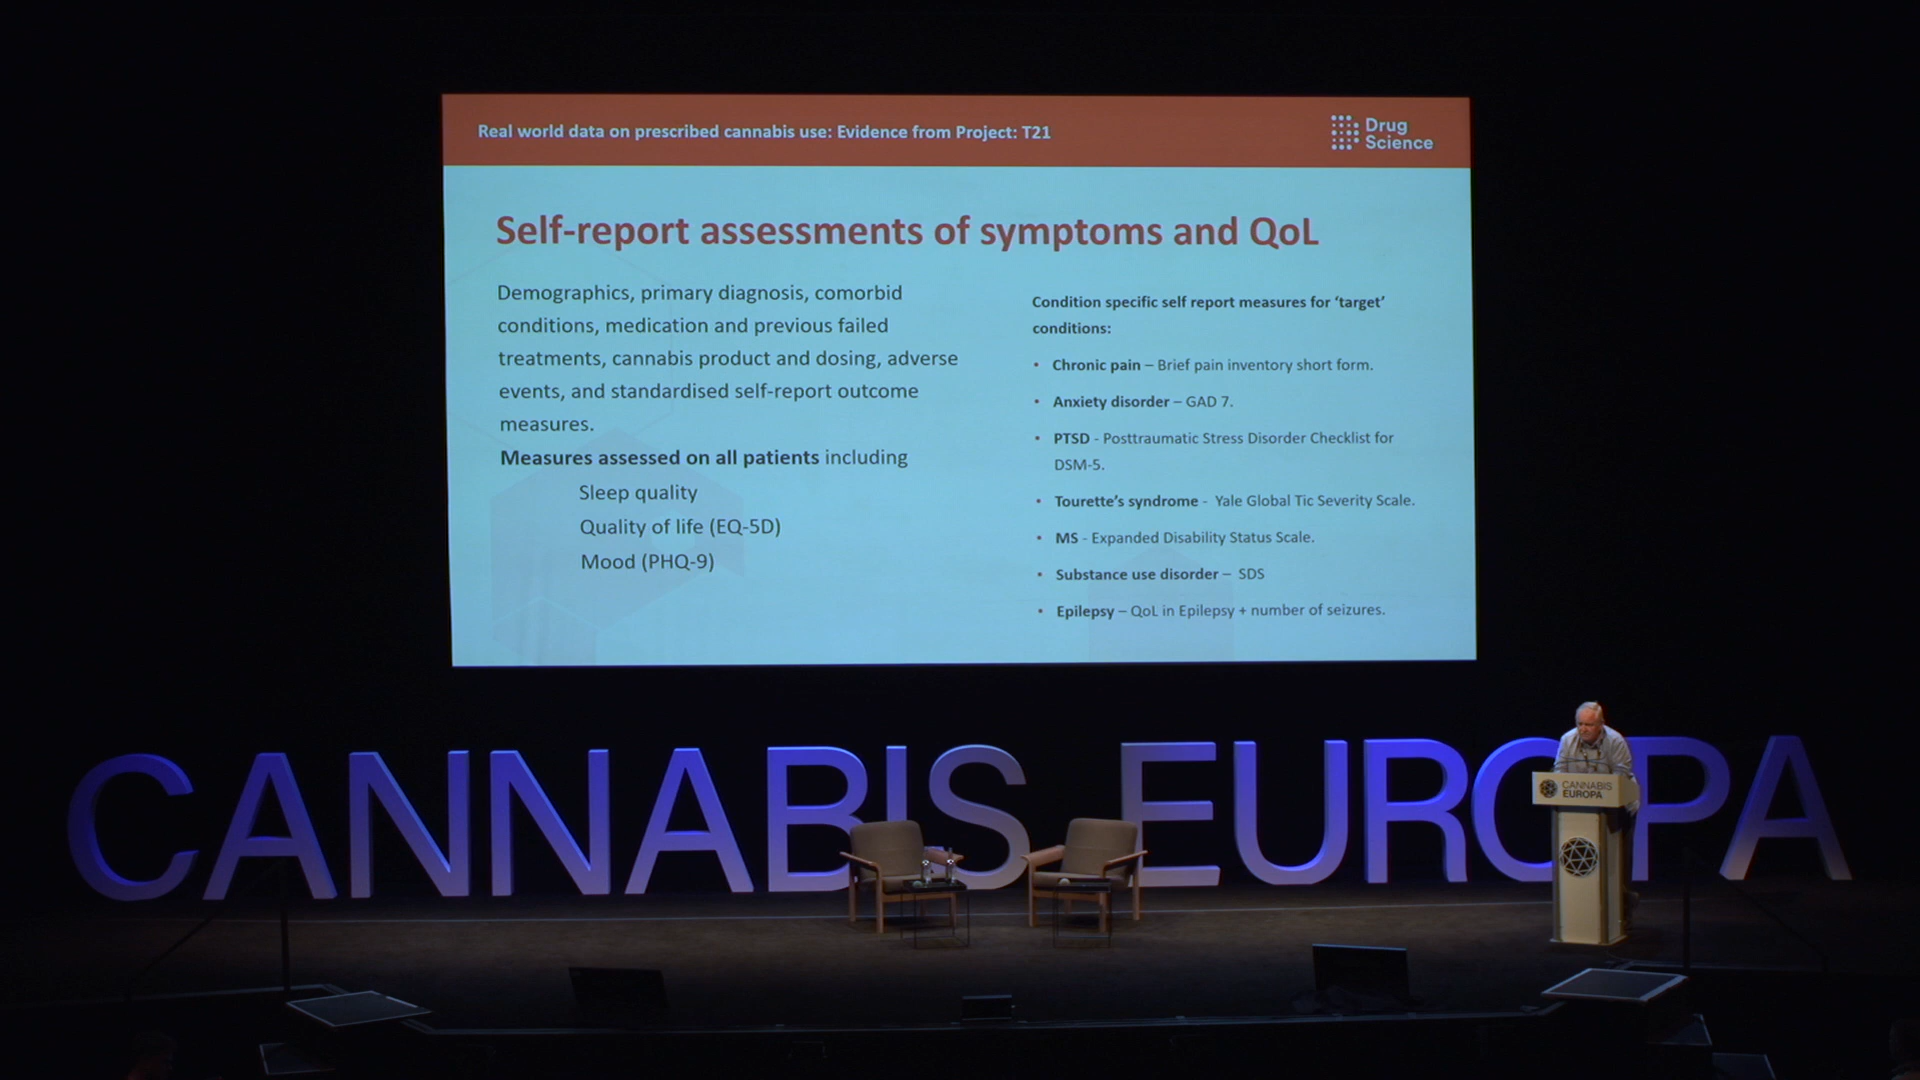 Real world data on prescribed cannabis use: Evidence from Project: T21
Drug
Science
Self-report assessments of symptoms and QoL
Demographics, primary diagnosis, comorbid
conditions, medication and previous failed
treatments, cannabis product and dosing, adverse
events, and standardised self-report outcome
measures.
Measures assessed on all patients including
Sleep quality
Quality of life (EQ-5D)
Mood (PHQ-9)
Condition specific self report measures for ‘target’
conditions:
• Chronic pain – Brief pain inventory short form.
• Anxiety disorder – GAD 7.
• PTSD - Posttraumatic Stress Disorder Checklist for
DSM-5.
• Tourette’s syndrome - Yale Global Tic Severity Scale.
• MS - Expanded Disability Status Scale.
• Substance use disorder – SDS
• Epilepsy – QoL in Epilepsy + number of seizures.
CANNABIS EUROPA
CANNABIS
EUROPA